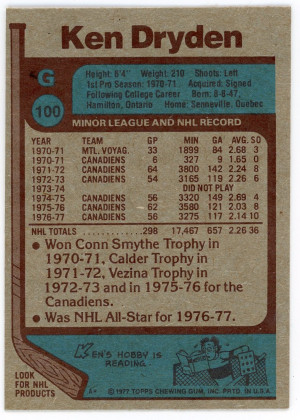 Ken Dryden
G
100
Height: 6'4" Weight: 210 Shoots: Left
1st Pro Season: 1970-71 Acquired: Signed
Following College Career Born: 8-8-47,
Hamilton, Ontario Home: Senneville, Quebec
MINOR LEAGUE AND NHL RECORD
YEAR TEAM GP MIN GA AVG. SO
1970-71 MTL. VOYAG. 33 1899 84 2.68 3
1970-71 CANADIENS 6 327 9 1.65 0
1971-72 CANADIENS 64 3800 142 2.24 8
1972-73 CANADIENS 54 3165 119 2.26 6
1973-74 DID NOT PLAY
1974-75 CANADIENS 56 3320 149 2.69 4
1975-76 CANADIENS 62 3580 121 2.03 8
1976-77 CANADIENS 56 3275 117 2.14 10
NHL TOTALS 298 17,467 657 2.26 36
• Won Conn Smythe Trophy in
1970-71, Calder Trophy in
1971-72, Vezina Trophy in
1972-73 and in 1975-76 for the
Canadiens.
• Was NHL All-Star for 1976-77.
KEN'S HOBBY IS
READING.
LOOK
FOR NHL
PRODUCTS
© 1977 TOPPS CHEWING GUM, INC. PRTD. IN U.S.A.